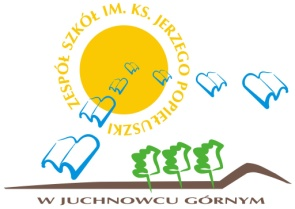 ZESPÓŁ SZKÓŁ IM. KS. JERZEGO POPIEŁUSZKI
W JUCHNOWCU GÓRNYM